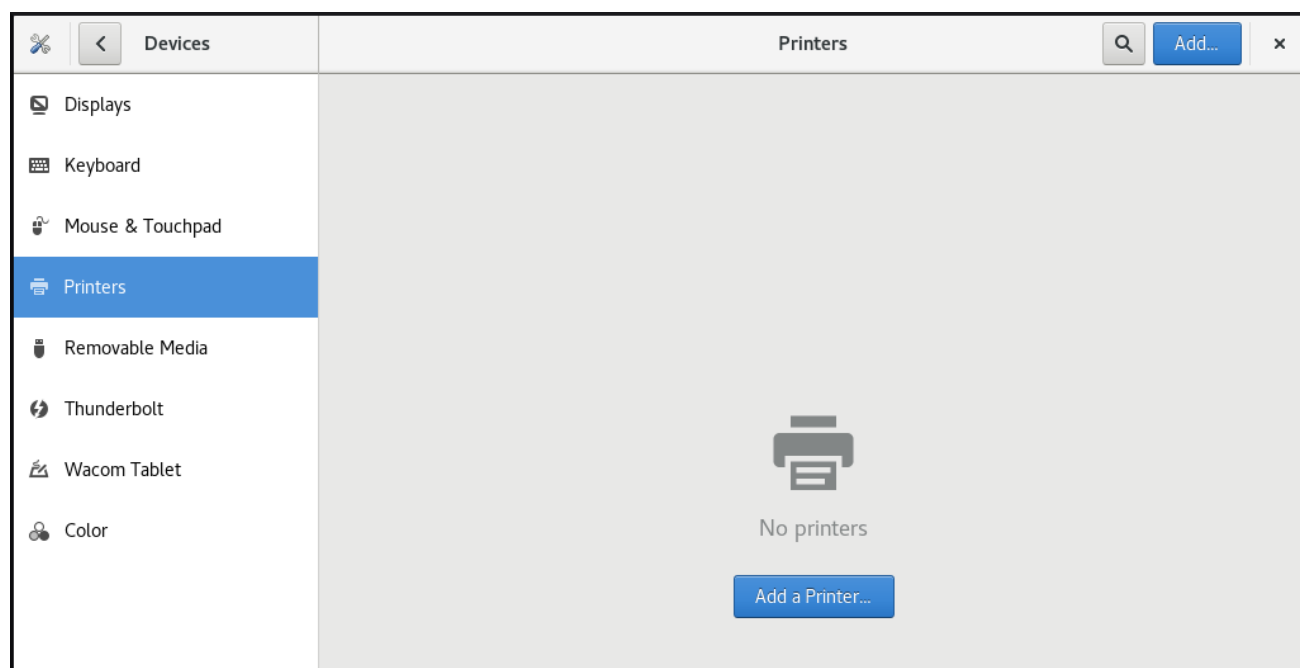 Devices
Printers
Add…
Displays
Keyboard
Mouse & Touchpad
Printers
Removable Media
Thunderbolt
Wacom Tablet
Color
No printers
Add a Printer…